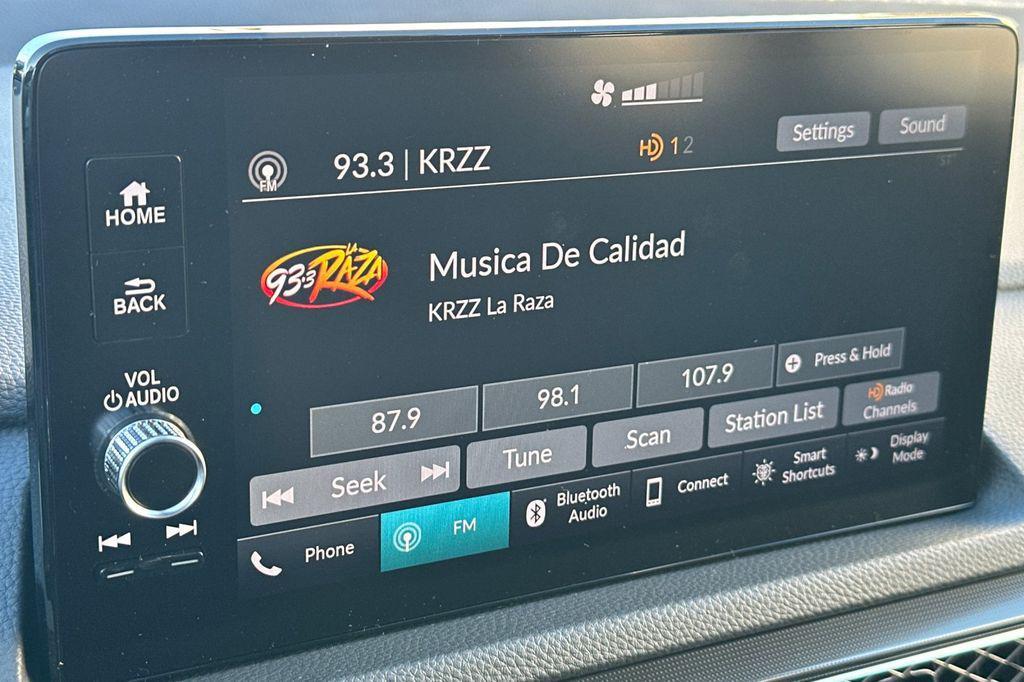 Settings
Sound
FM
93.3 | KRZZ
HD 1 2
ST
HOME
93.3 LA RAZA
Musica De Calidad
KRZZ La Raza
BACK
VOL
AUDIO
87.9
98.1
107.9
Press & Hold
Seek
Tune
Scan
Station List
HD Radio
Channels
Phone
FM
Bluetooth
Audio
Connect
Smart
Shortcuts
Display
Mode